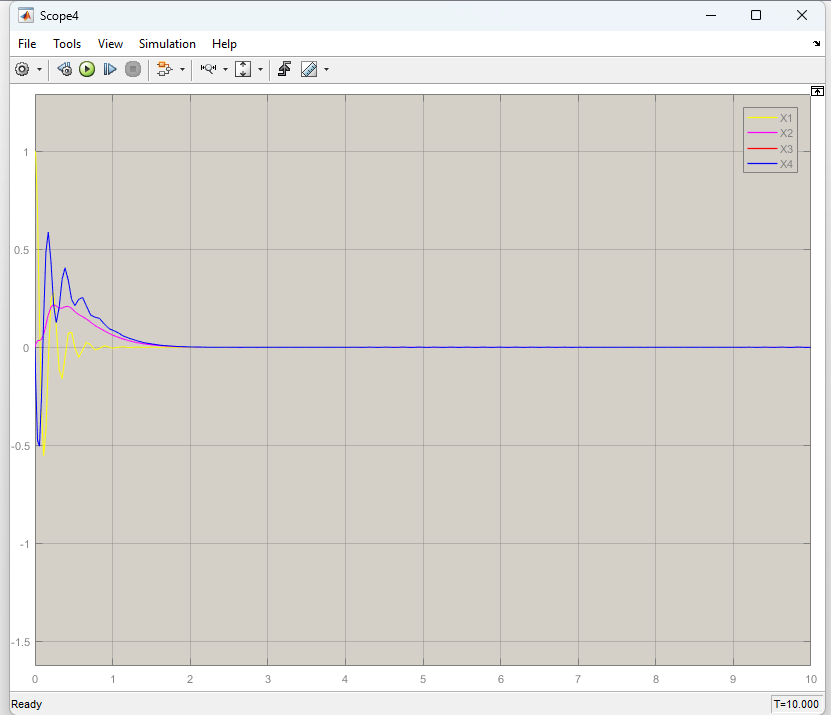 Scope4
File Tools View Simulation Help
X1
X2
X3
X4
1
0.5
0
-0.5
-1
-1.5
0 1 2 3 4 5 6 7 8 9 10
Ready T=10.000